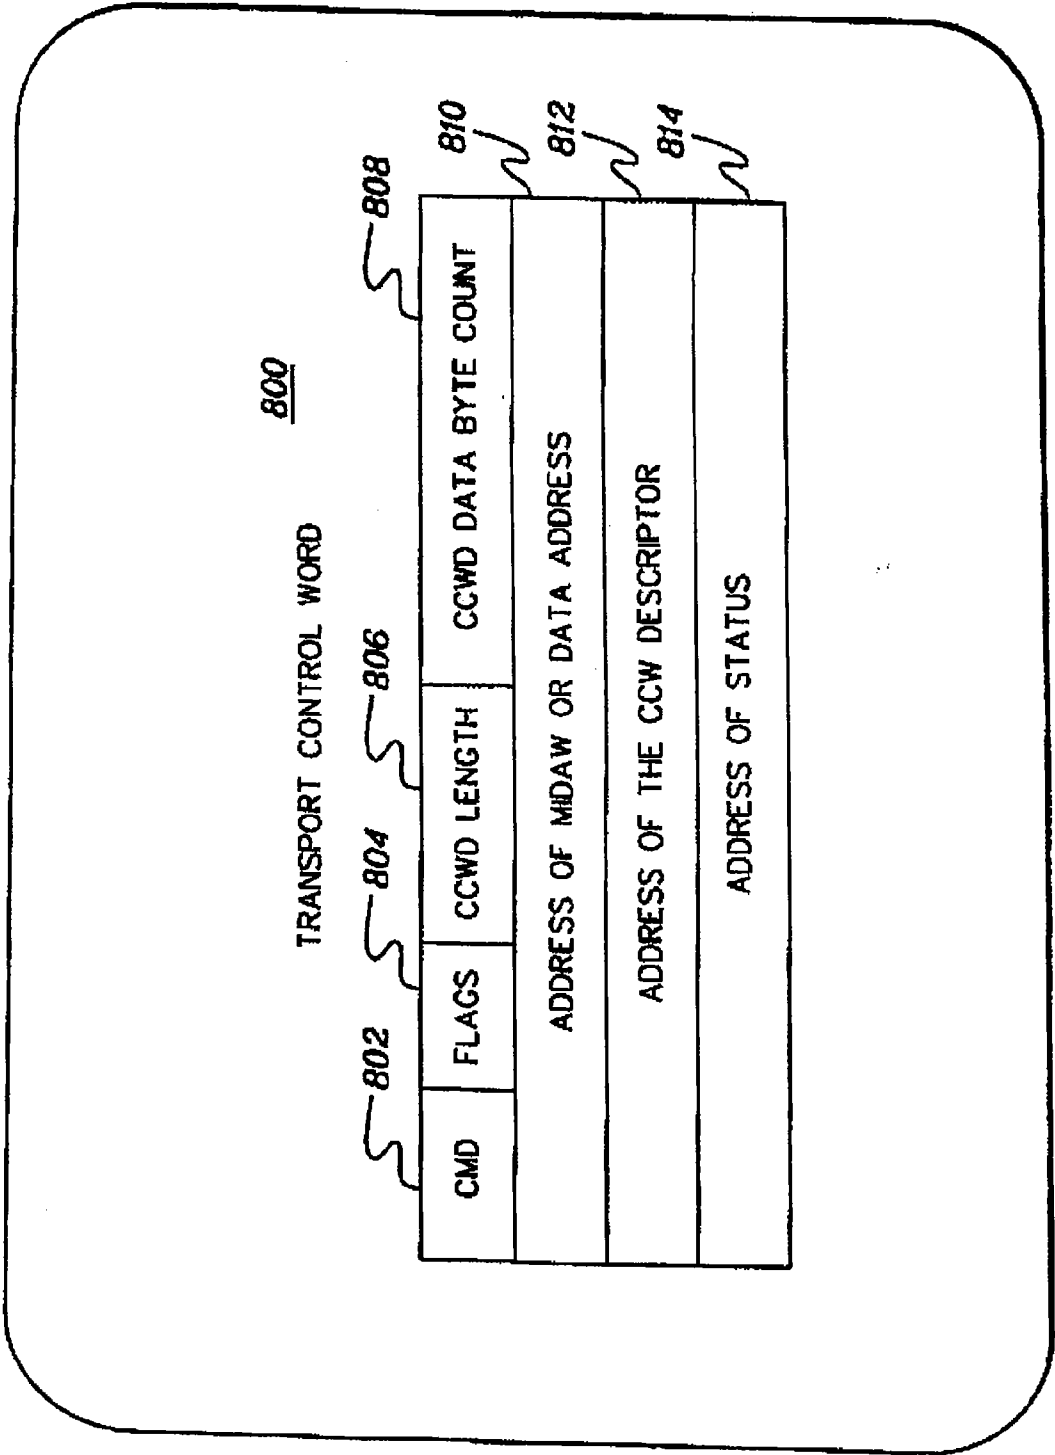 TRANSPORT CONTROL WORD
800
802
804
806
808
CMD
FLAGS
CCWD LENGTH
CCWD DATA BYTE COUNT
810
ADDRESS OF MIDAW OR DATA ADDRESS
812
ADDRESS OF THE CCW DESCRIPTOR
814
ADDRESS OF STATUS